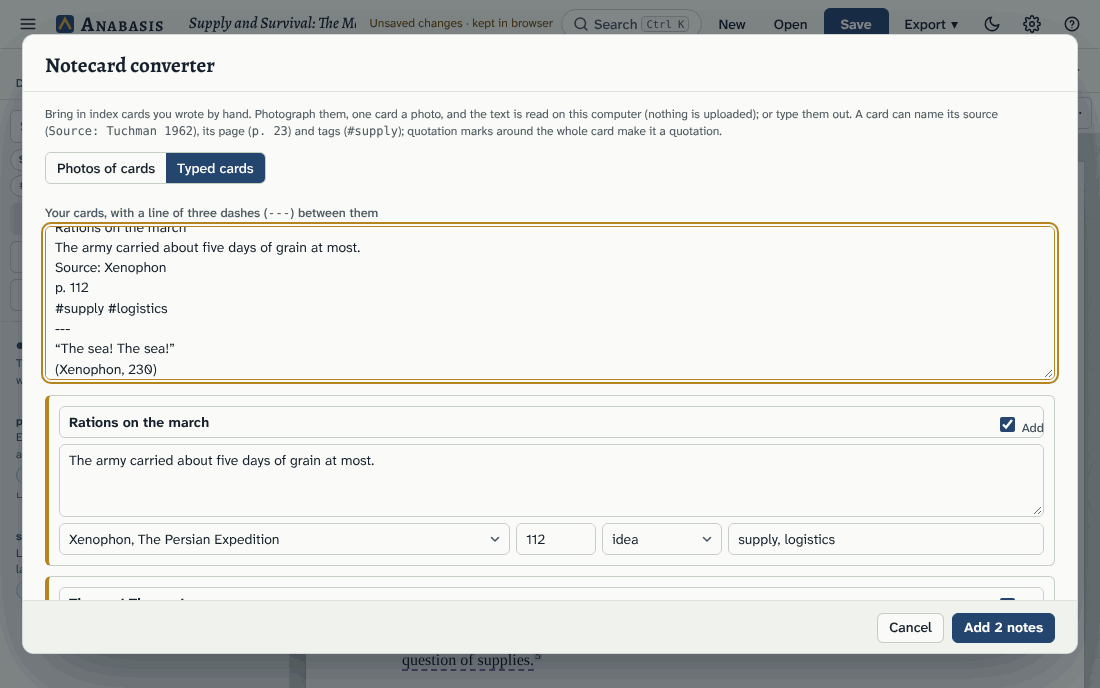 ANABASIS
Supply and Survival: The
Unsaved changes · kept in browser
Search Ctrl K
New
Open
Save
Export ▾
Notecard converter
Bring in index cards you wrote by hand. Photograph them, one card a photo, and the text is read on this computer (nothing is uploaded); or type them out. A card can name its source
(Source: Tuchman 1962), its page (p. 23) and tags (#supply); quotation marks around the whole card make it a quotation.
Photos of cards
Typed cards
Your cards, with a line of three dashes (---) between them
Rations on the march
The army carried about five days of grain at most.
Source: Xenophon
p. 112
#supply #logistics
---
“The sea! The sea!”
(Xenophon, 230)
Rations on the march
Add
The army carried about five days of grain at most.
Xenophon, The Persian Expedition
112
idea
supply, logistics
Cancel
Add 2 notes
question of supplies.⁵